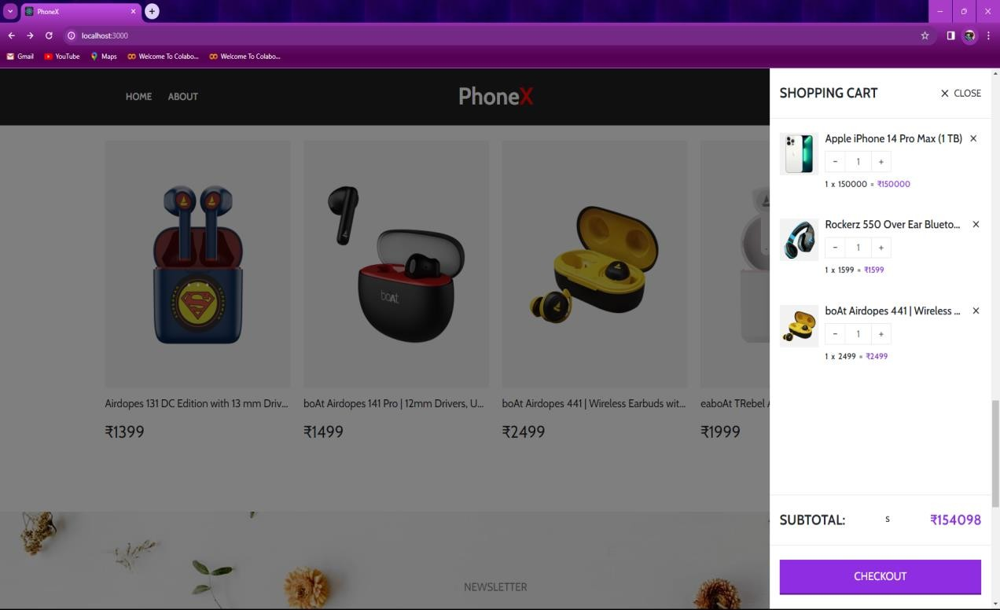 PhoneX
localhost:3000
Gmail YouTube Maps Welcome To Colabo... Welcome To Colabo...
HOME ABOUT PhoneX
SHOPPING CART CLOSE
Apple iPhone 14 Pro Max (1 TB)
- 1 +
1 x 150000 = ₹150000
Rockerz 550 Over Ear Blueto...
- 1 +
1 x 1599 = ₹1599
boAt Airdopes 441 | Wireless ...
- 1 +
1 x 2499 = ₹2499
boAt
Airdopes 131 DC Edition with 13 mm Driv... boAt Airdopes 141 Pro | 12mm Drivers, U... boAt Airdopes 441 | Wireless Earbuds wit... eaboAt TRebel A
₹1399 ₹1499 ₹2499 ₹1999
SUBTOTAL: S ₹154098
CHECKOUT
NEWSLETTER